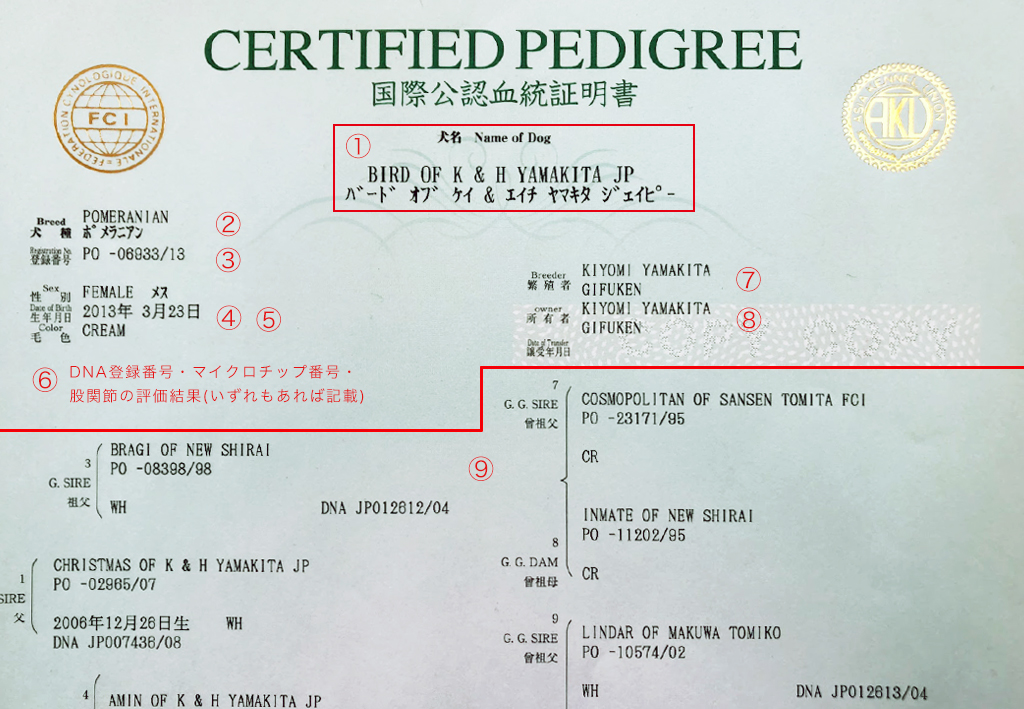 CERTIFIED PEDIGREE
国際公認血統証明書
FEDERATION CYNOLOGIQUE INTERNATIONALE
FCI
ASIA KENNEL UNION
AKU
① 犬名 Name of Dog
BIRD OF K & H YAMAKITA JP
バード オブ ケイ & エイチ ヤマキタ ジェイピー
Breed POMERANIAN
犬種 ポメラニアン ②
Registration No.
登録番号 PO -06933/13 ③
Sex
性別 FEMALE メス
Date of Birth
生年月日 2013年 3月23日 ④ ⑤
Color
毛色 CREAM
Breeder KIYOMI YAMAKITA ⑦
繁殖者 GIFUKEN
owner KIYOMI YAMAKITA ⑧
所有者 GIFUKEN
Date of Transfer
譲受年月日
COPY COPY
⑥ DNA登録番号・マイクロチップ番号・
股関節の評価結果(いずれもあれば記載)
⑨
3 BRAGI OF NEW SHIRAI
G. SIRE PO -08398/98
祖父 WH DNA JP012612/04
1 CHRISTMAS OF K & H YAMAKITA JP
SIRE PO -02965/07
父 2006年12月26日生 WH
DNA JP007436/08
4 AMIN OF K & H YAMAKITA JP
7 COSMOPOLITAN OF SANSEN TOMITA FCI
G. G. SIRE PO -23171/95
曾祖父
CR
INMATE OF NEW SHIRAI
8 PO -11202/95
G. G. DAM
曾祖母 CR
9 LINDAR OF MAKUWA TOMIKO
G. G. SIRE PO -10574/02
曾祖父
WH DNA JP012613/04